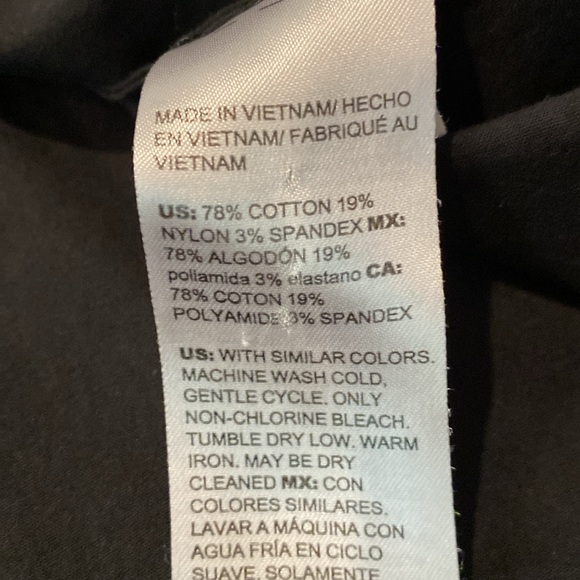 MADE IN VIETNAM/ HECHO
EN VIETNAM/ FABRIQUÉ AU
VIETNAM
US: 78% COTTON 19%
NYLON 3% SPANDEX MX:
78% ALGODÓN 19%
poliamida 3% elastano CA:
78% COTON 19%
POLYAMIDE 3% SPANDEX
US: WITH SIMILAR COLORS.
MACHINE WASH COLD,
GENTLE CYCLE. ONLY
NON-CHLORINE BLEACH.
TUMBLE DRY LOW. WARM
IRON. MAY BE DRY
CLEANED MX: CON
COLORES SIMILARES.
LAVAR A MÁQUINA CON
AGUA FRÍA EN CICLO
SUAVE. SOLAMENTE